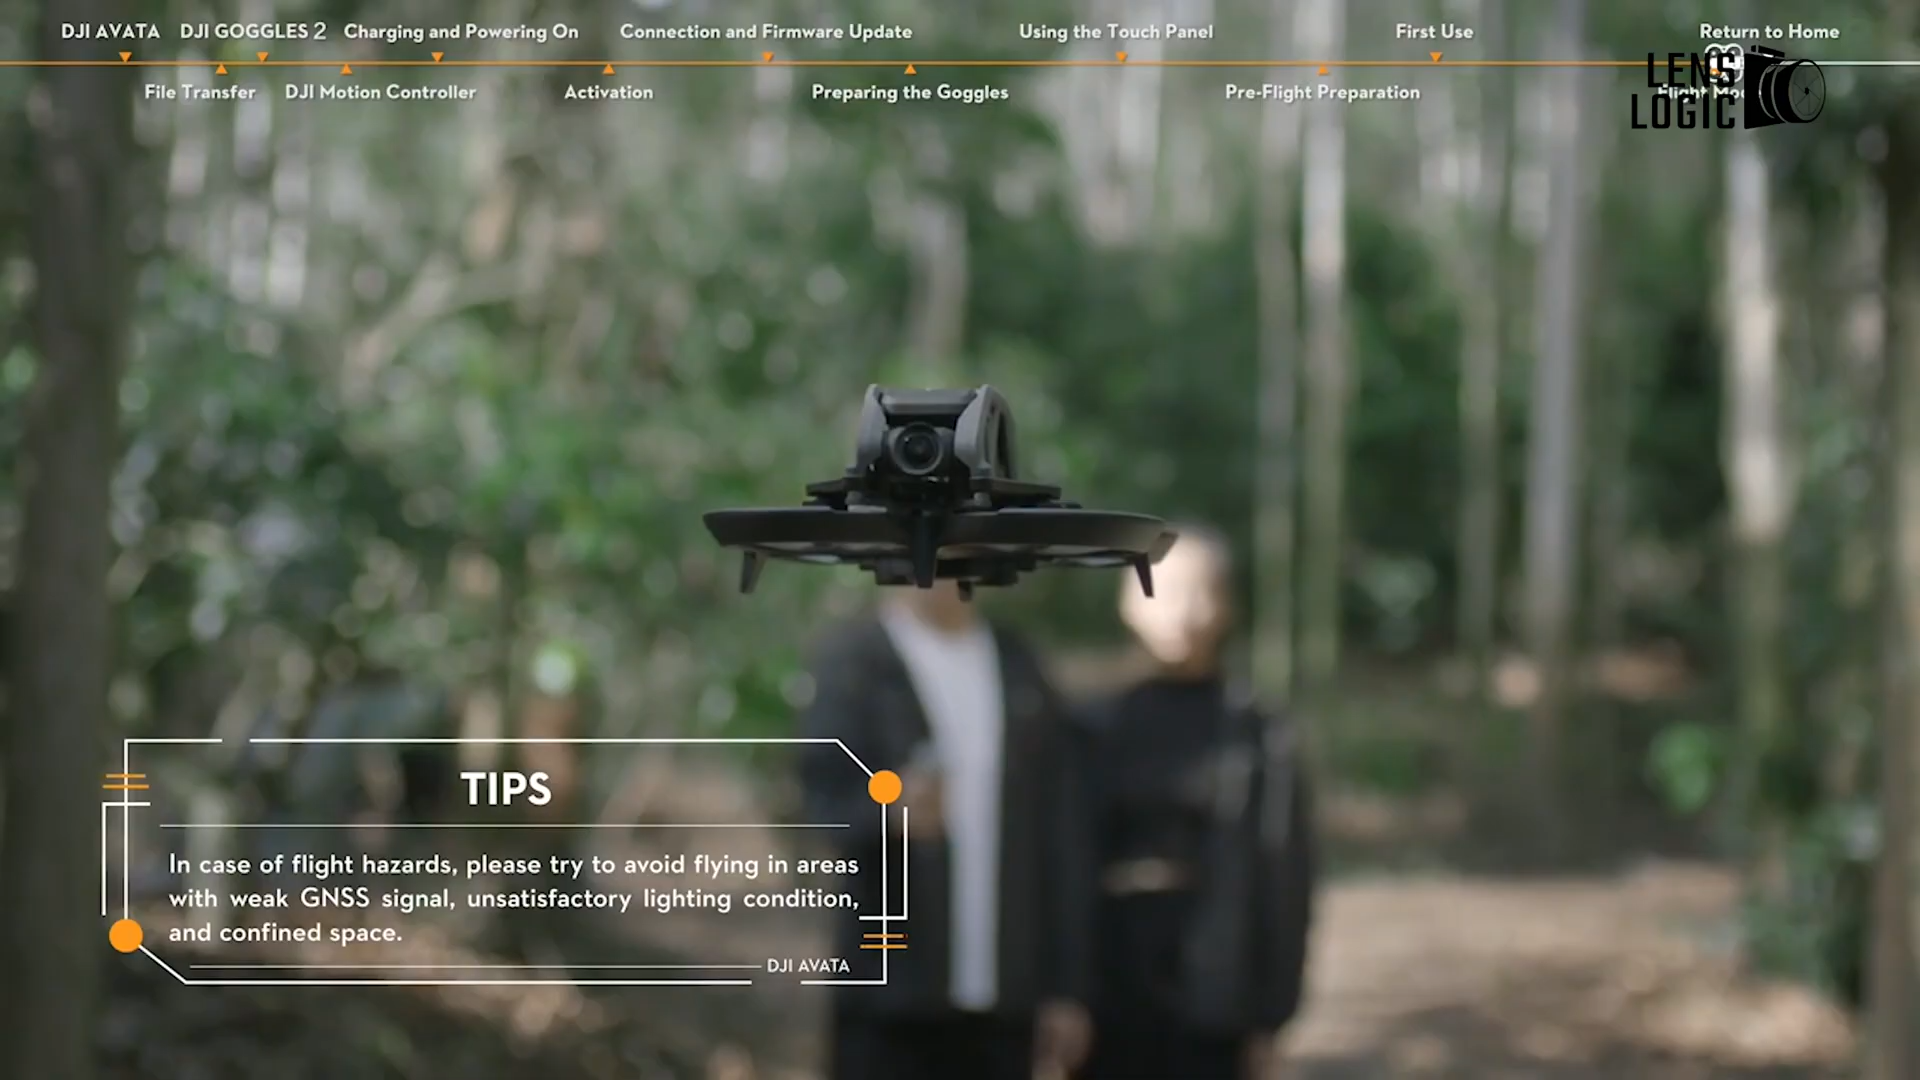 DJI AVATA
DJI GOGGLES 2
Charging and Powering On
Connection and Firmware Update
Using the Touch Panel
First Use
Return to Home
File Transfer
DJI Motion Controller
Activation
Preparing the Goggles
Pre-Flight Preparation
Flight
LENS
LOGIC
TIPS
In case of flight hazards, please try to avoid flying in areas
with weak GNSS signal, unsatisfactory lighting condition,
and confined space.
DJI AVATA